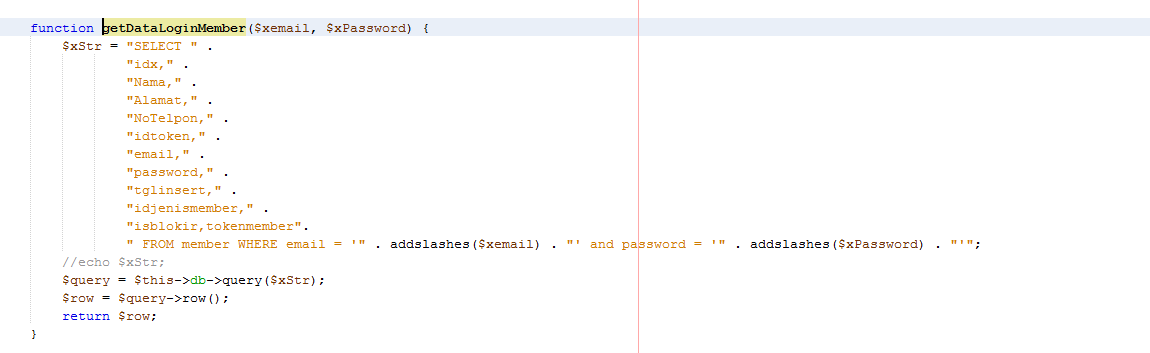 function getDataLoginMember($xemail, $xPassword) {
$xStr = "SELECT " .
"idx," .
"Nama," .
"Alamat," .
"NoTelpon," .
"idtoken," .
"email," .
"password," .
"tglinsert," .
"idjenismember," .
"isblokir,tokenmember".
" FROM member WHERE email = '" . addslashes($xemail) . "' and password = '" . addslashes($xPassword) . "'";
//echo $xStr;
$query = $this->db->query($xStr);
$row = $query->row();
return $row;
}